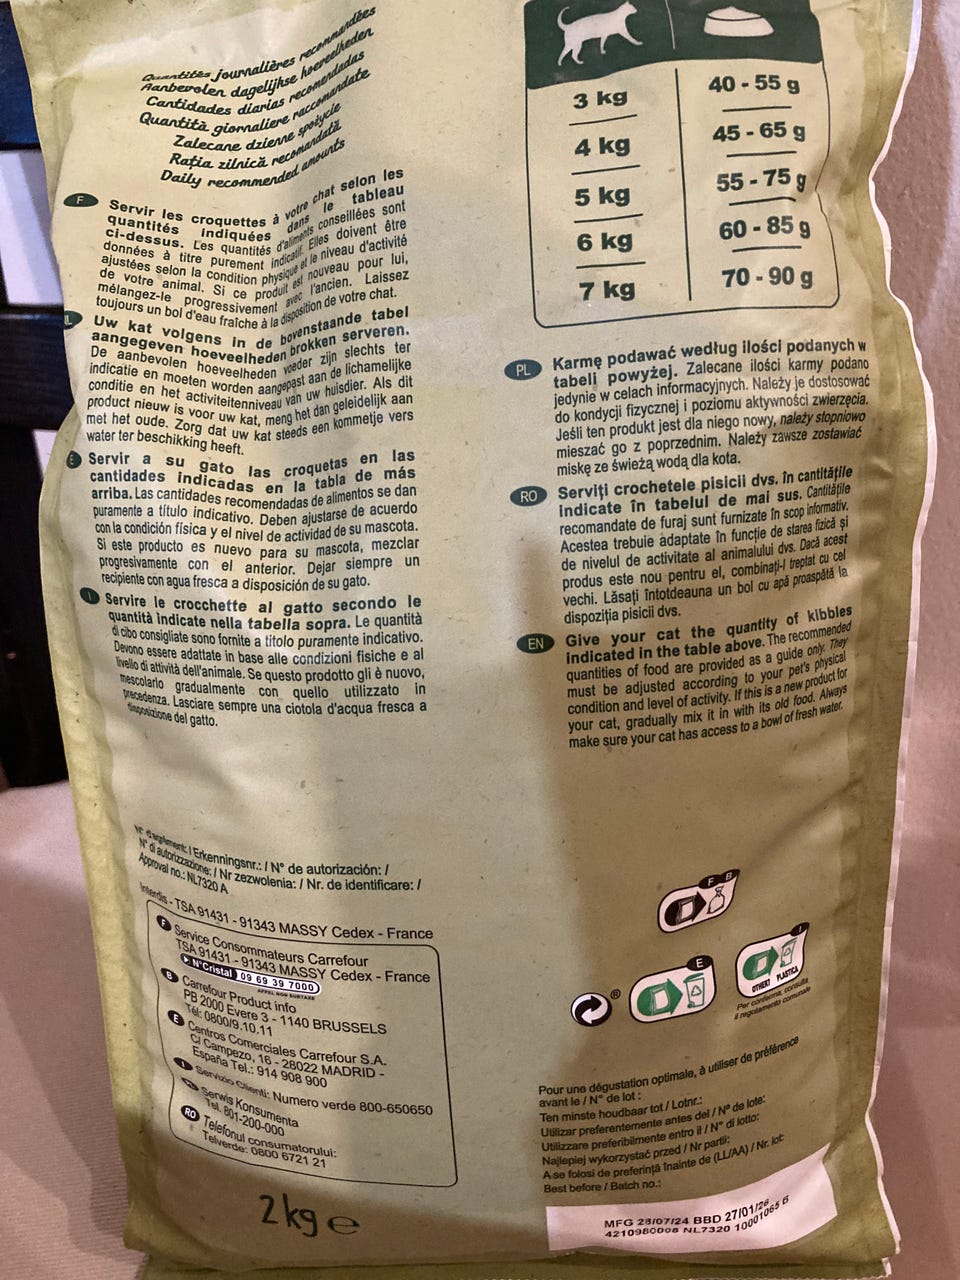 Quantités journalières recommandées
Aanbevolen dagelijkse hoeveelheden
Cantidades diarias recomendadas
Quantità giornaliere raccomandate
Zalecane dzienne spożycie
Rația zilnică recomandată
Daily recommended amounts
F Servir les croquettes à votre chat selon les
quantités indiquées dans le tableau
ci-dessus. Les quantités d'aliments conseillées sont
données à titre purement indicatif. Elles doivent être
ajustées selon la condition physique et le niveau d'activité
de votre animal. Si ce produit est nouveau pour lui,
mélangez-le progressivement avec l'ancien. Laissez
toujours un bol d'eau fraîche à la disposition de votre chat.
NL Uw kat volgens in de bovenstaande tabel
aangegeven hoeveelheden brokken serveren.
De aanbevolen hoeveelheden voeder zijn slechts ter
indicatie en moeten worden aangepast aan de lichamelijke
conditie en het activiteitenniveau van uw huisdier. Als dit
product nieuw is voor uw kat, meng het dan geleidelijk aan
met het oude. Zorg dat uw kat steeds een kommetje vers
water ter beschikking heeft.
E Servir a su gato las croquetas en las
cantidades indicadas en la tabla de más
arriba. Las cantidades recomendadas de alimentos se dan
puramente a título indicativo. Deben ajustarse de acuerdo
con la condición física y el nivel de actividad de su mascota.
Si este producto es nuevo para su mascota, mezclar
progresivamente con el anterior. Dejar siempre un
recipiente con agua fresca a disposición de su gato.
I Servire le crocchette al gatto secondo le
quantità indicate nella tabella sopra. Le quantità
di cibo consigliate sono fornite a titolo puramente indicativo.
Devono essere adattate in base alle condizioni fisiche e al
livello di attività dell'animale. Se questo prodotto gli è nuovo,
mescolarlo gradualmente con quello utilizzato in
precedenza. Lasciare sempre una ciotola d'acqua fresca a
disposizione del gatto.
3 kg 40 - 55 g
4 kg 45 - 65 g
5 kg 55 - 75 g
6 kg 60 - 85 g
7 kg 70 - 90 g
PL Karmę podawać według ilości podanych w
tabeli powyżej. Zalecane ilości karmy podano
jedynie w celach informacyjnych. Należy je dostosować
do kondycji fizycznej i poziomu aktywności zwierzęcia.
Jeśli ten produkt jest dla niego nowy, należy stopniowo
mieszać go z poprzednim. Należy zawsze zostawiać
miskę ze świeżą wodą dla kota.
RO Serviți crochetele pisicii dvs. în cantitățile
indicate în tabelul de mai sus. Cantitățile
recomandate de furaj sunt furnizate în scop informativ.
Acestea trebuie adaptate în funcție de starea fizică și
de nivelul de activitate al animalului dvs. Dacă acest
produs este nou pentru el, combinați-l treptat cu cel
vechi. Lăsați întotdeauna un bol cu apă proaspătă la
dispoziția pisicii dvs.
EN Give your cat the quantity of kibbles
indicated in the table above. The recommended
quantities of food are provided as a guide only. They
must be adjusted according to your pet's physical
condition and level of activity. If this is a new product for
your cat, gradually mix it in with its old food. Always
make sure your cat has access to a bowl of fresh water.
N° d'agrément: / Erkenningsnr.: / N° de autorización: /
N° di autorizzazione: / Nr zezwolenia: / Nr. de identificare: /
Approval no.: NL7320 A
Interdis - TSA 91431 - 91343 MASSY Cedex - France
F Service Consommateurs Carrefour
TSA 91431 - 91343 MASSY Cedex - France
N°Cristal 09 69 39 7000
APPEL NON SURTAXE
B Carrefour Product info
PB 2000 Evere 3 - 1140 BRUSSELS
Tél: 0800/9.10.11
E Centros Comerciales Carrefour S.A.
C/ Campezo, 16 - 28022 MADRID -
España Tel.: 914 908 900
I Servizio Clienti: Numero verde 800-650650
Serwis Konsumenta
Tel. 801-200-000
RO Telefonul consumatorului:
Telverde: 0800 6721 21
2 kg e
F B
E
I
OTHER7 PLASTICA
Per conferma, consulta
il regolamento comunale
®
Pour une dégustation optimale, à utiliser de préférence
avant le / N° de lot :
Ten minste houdbaar tot / Lotnr.:
Utilizar preferentemente antes del / Nº de lote:
Utilizzare preferibilmente entro il / N° di lotto:
Najlepiej wykorzystać przed / Nr partii:
A se folosi de preferință înainte de (LL/AA) / Nr. lot:
Best before / Batch no.:
MFG 28/07/24 BBD 27/01/26
4210980008 NL7320 10001065 B